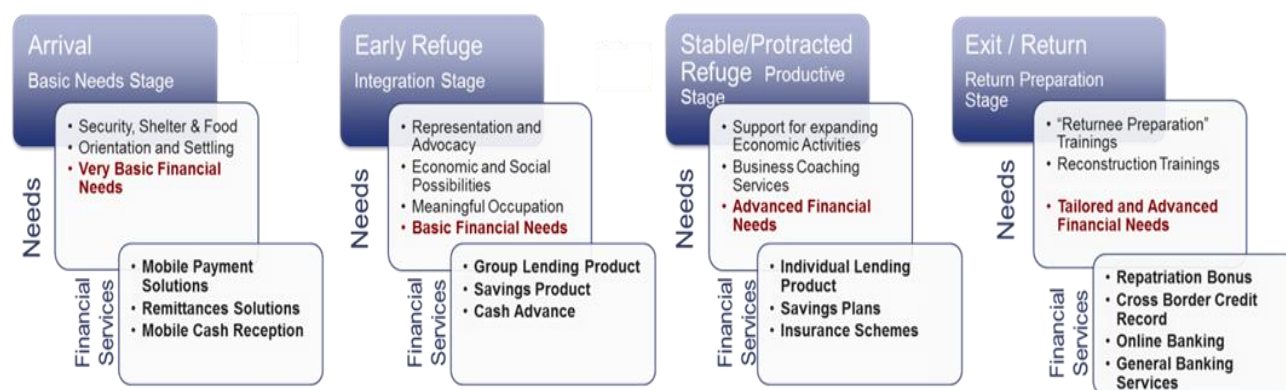 Arrival
Basic Needs Stage
• Security, Shelter & Food
• Orientation and Settling
• Very Basic Financial
Needs
Needs
• Mobile Payment
Solutions
• Remittances Solutions
• Mobile Cash Reception
Financial
Services
Early Refuge
Integration Stage
• Representation and
Advocacy
• Economic and Social
Possibilities
• Meaningful Occupation
• Basic Financial Needs
Needs
• Group Lending Product
• Savings Product
• Cash Advance
Financial
Services
Stable/Protracted
Refuge Productive
Stage
• Support for expanding
Economic Activities
• Business Coaching
Services
• Advanced Financial
Needs
Needs
• Individual Lending
Product
• Savings Plans
• Insurance Schemes
Financial
Services
Exit / Return
Return Preparation
Stage
• “Returnee Preparation”
Trainings
• Reconstruction Trainings
• Tailored and Advanced
Financial Needs
Needs
• Repatriation Bonus
• Cross Border Credit
Record
• Online Banking
• General Banking
Services
Financial
Services